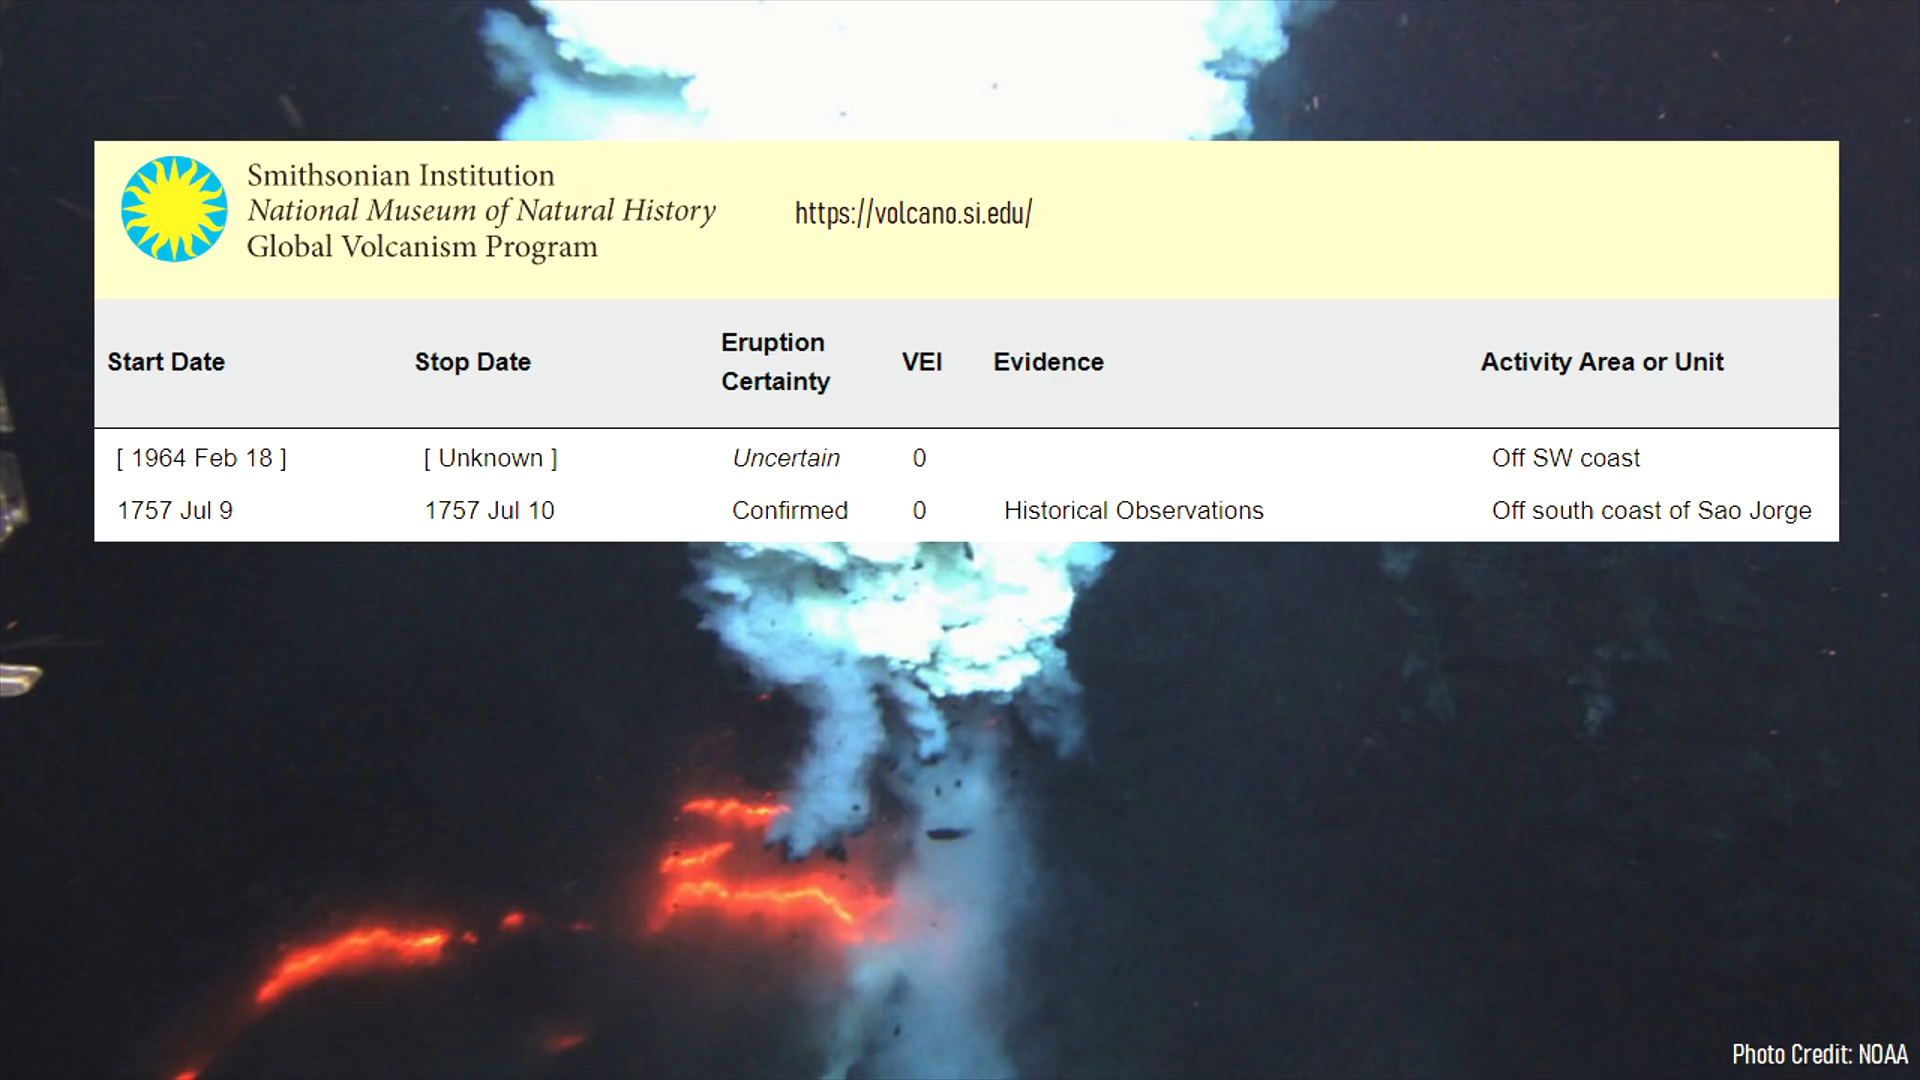 Smithsonian Institution
National Museum of Natural History
Global Volcanism Program
https://volcano.si.edu/
Start Date Stop Date Eruption Certainty VEI Evidence Activity Area or Unit
[ 1964 Feb 18 ] [ Unknown ] Uncertain 0 Off SW coast
1757 Jul 9 1757 Jul 10 Confirmed 0 Historical Observations Off south coast of Sao Jorge
Photo Credit: NOAA